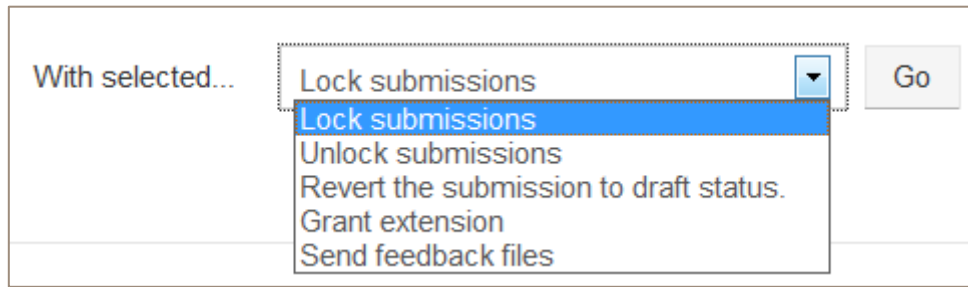 With selected... Lock submissions Go
Lock submissions
Unlock submissions
Revert the submission to draft status.
Grant extension
Send feedback files